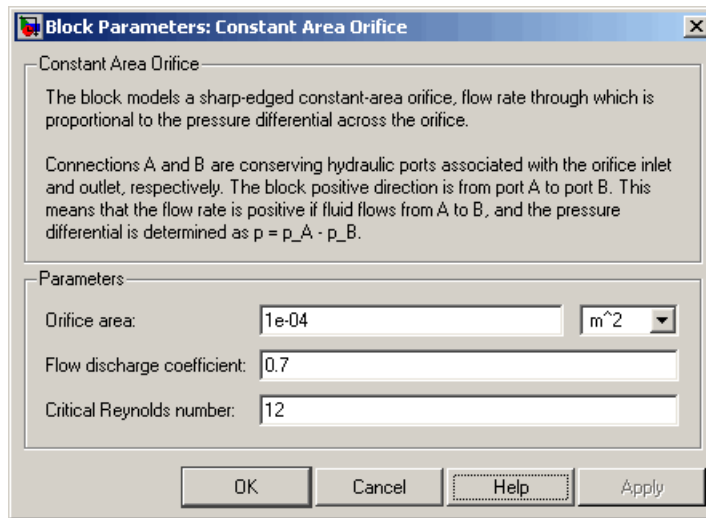 Block Parameters: Constant Area Orifice
Constant Area Orifice
The block models a sharp-edged constant-area orifice, flow rate through which is
proportional to the pressure differential across the orifice.
Connections A and B are conserving hydraulic ports associated with the orifice inlet
and outlet, respectively. The block positive direction is from port A to port B. This
means that the flow rate is positive if fluid flows from A to B, and the pressure
differential is determined as p = p_A - p_B.
Parameters
Orifice area: 1e-04 m^2
Flow discharge coefficient: 0.7
Critical Reynolds number: 12
OK Cancel Help Apply